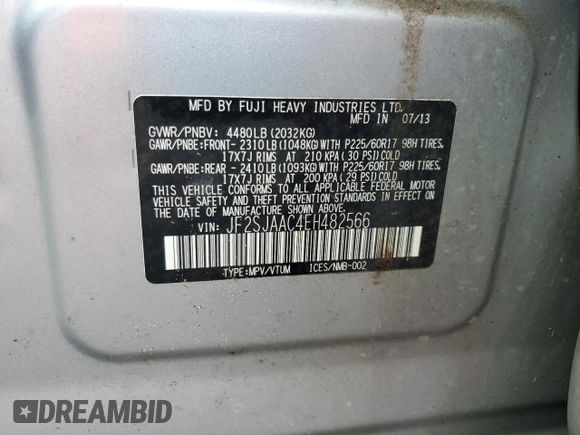 MFD BY FUJI HEAVY INDUSTRIES LTD.
MFD IN 07/13
GVWR/PNBV: 4480LB(2032KG)
GAWR/PNBE:FRONT- 2310LB(1048KG)WITH P225/60R17 98H TIRES,
17X7J RIMS AT 210 KPA(30 PSI)COLD
GAWR/PNBE:REAR - 2410LB(1093KG)WITH P225/60R17 98H TIRES,
17X7J RIMS AT 200 KPA(29 PSI)COLD
THIS VEHICLE CONFORMS TO ALL APPLICABLE FEDERAL MOTOR
VEHICLE SAFETY AND THEFT PREVENTION STANDARDS IN EFFECT
ON THE DATE OF MANUFACTURE SHOWN ABOVE.
VIN: JF2SJAAC4EH482566
TYPE:MPV/VTUM ICES/NMB-002
DREAMBID